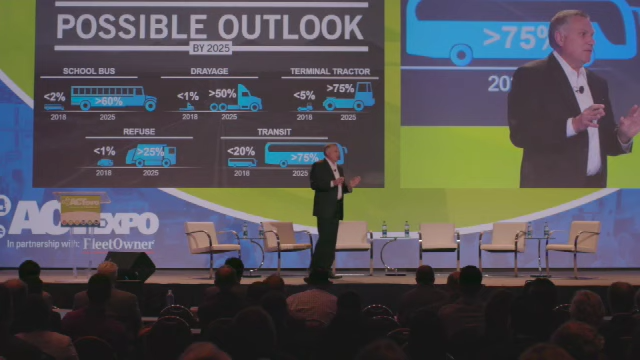 POSSIBLE OUTLOOK
BY 2025
SCHOOL BUS
<2%
>60%
2018
2025
DRAYAGE
<1%
>50%
2018
2025
TERMINAL TRACTOR
<5%
>75%
2018
2025
REFUSE
<1%
>25%
2018
2025
TRANSIT
<20%
>75%
2018
2025
>75%
ACT EXPO
In partnership with: FleetOwner